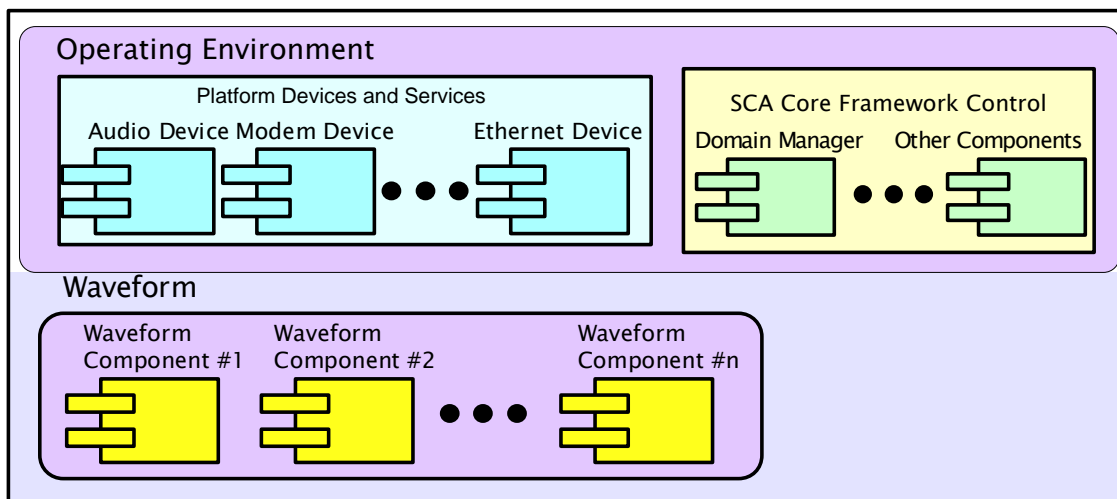 Operating Environment
Platform Devices and Services
Audio Device
Modem Device
Ethernet Device
SCA Core Framework Control
Domain Manager
Other Components
Waveform
Waveform
Component #1
Waveform
Component #2
Waveform
Component #n